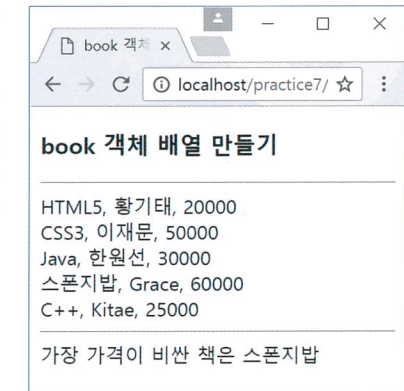 book 객체
localhost/practice7/
book 객체 배열 만들기
HTML5, 황기태, 20000
CSS3, 이재문, 50000
Java, 한원선, 30000
스폰지밥, Grace, 60000
C++, Kitae, 25000
가장 가격이 비싼 책은 스폰지밥